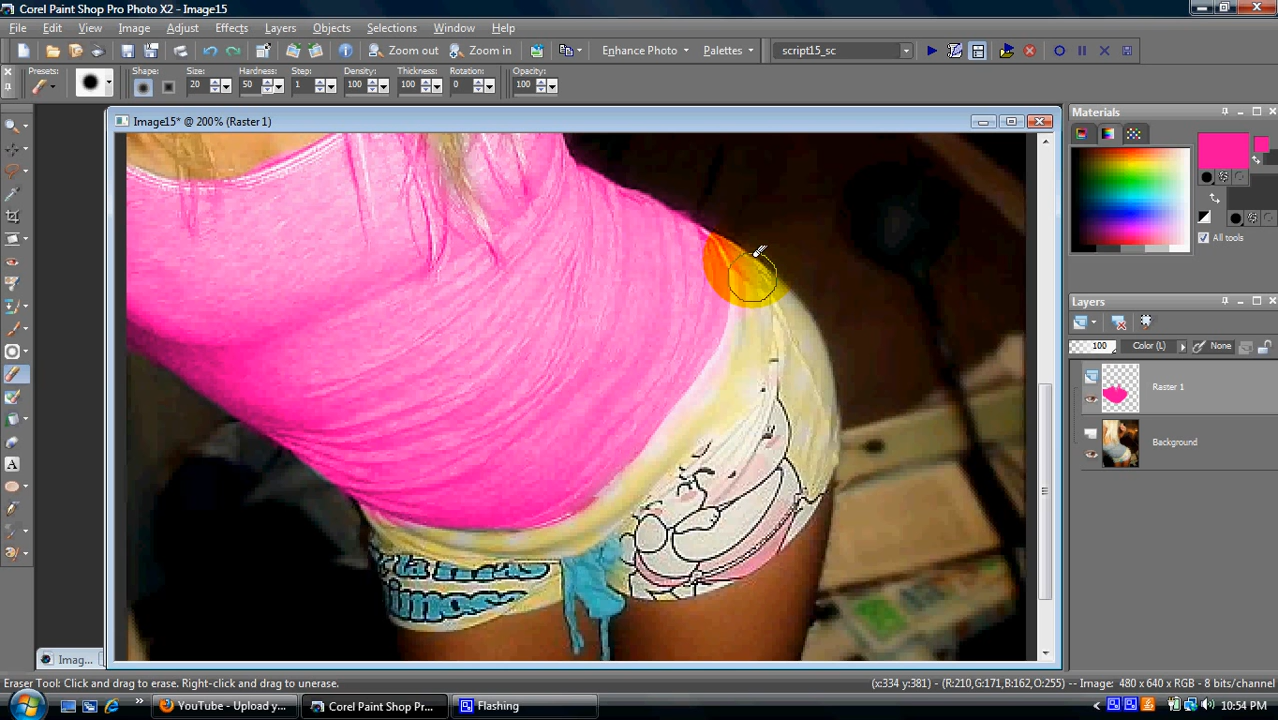 Corel Paint Shop Pro Photo X2 - Image15
File Edit View Image Adjust Effects Layers Objects Selections Window Help
Zoom out Zoom in Enhance Photo Palettes script15_sc
Presets: Shape: Size: Hardness: Step: Density: Thickness: Rotation: Opacity:
20 50 1 100 100 0 100
Image15* @ 200% (Raster 1)
Materials
All tools
Layers
100 Color (L) None
Raster 1
Background
Imag...
Eraser Tool: Click and drag to erase. Right-click and drag to unerase.
(x:334 y:381) - (R:210,G:171,B:162,O:255) -- Image: 480 x 640 x RGB - 8 bits/channel
YouTube - Upload y...
Corel Paint Shop Pr...
Flashing
10:54 PM